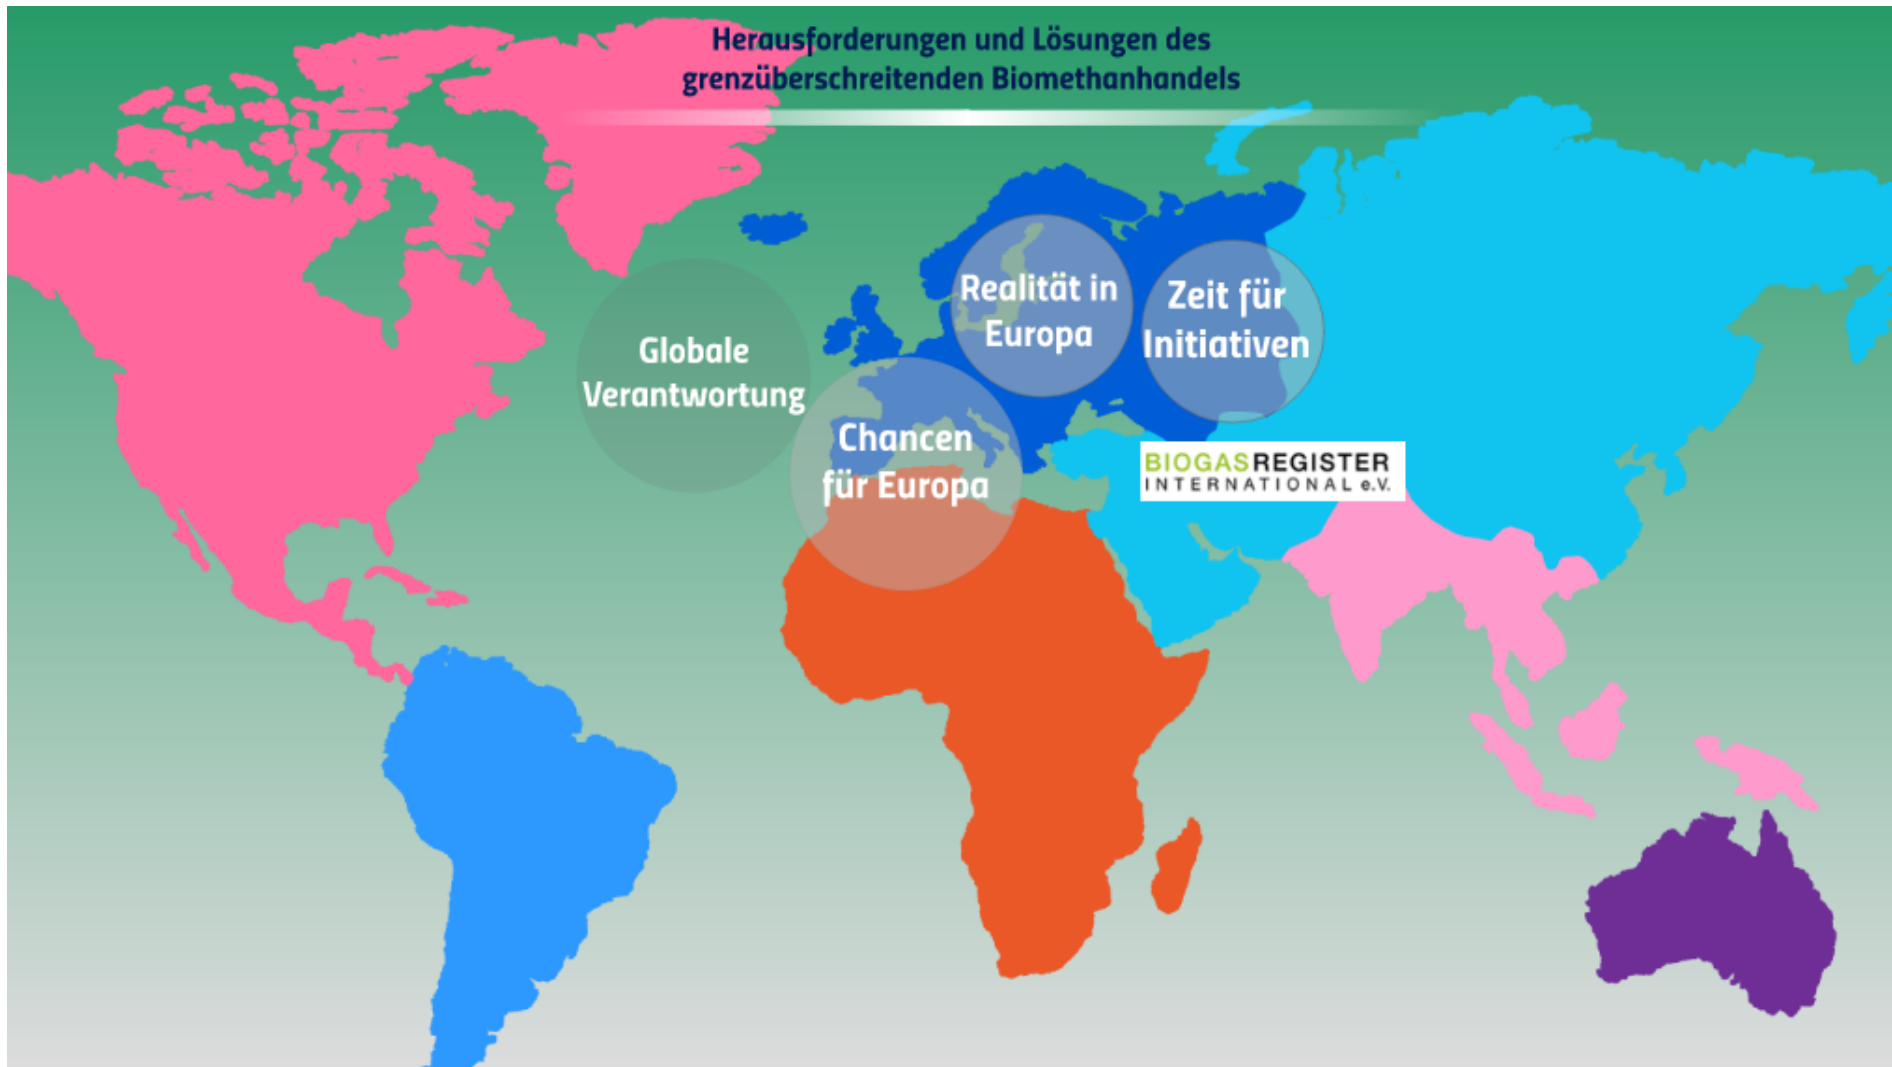 Herausforderungen und Lösungen des
grenzüberschreitenden Biomethanhandels
Globale
Verantwortung
Chancen
für Europa
Realität in
Europa
Zeit für
Initiativen
BIOGASREGISTER
INTERNATIONAL e.V.